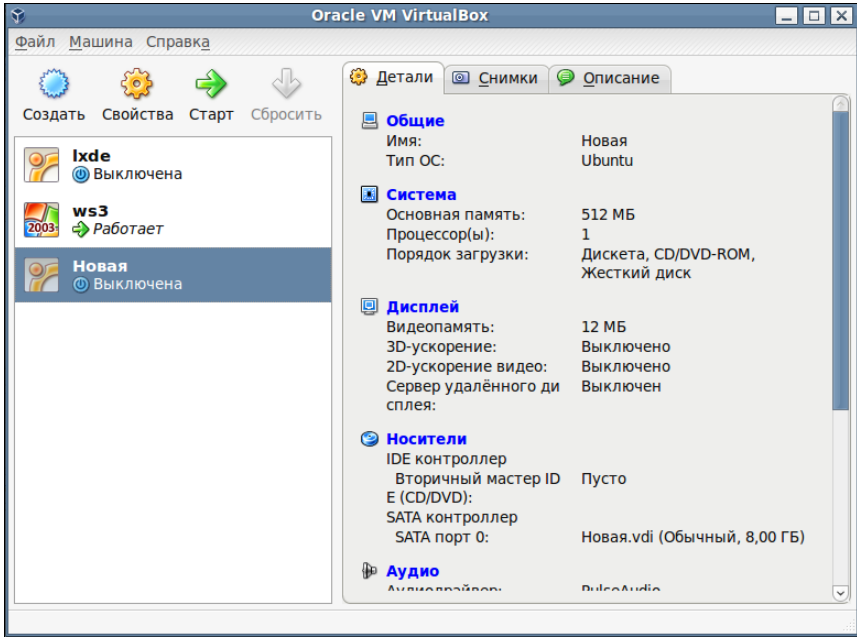 Oracle VM VirtualBox
Файл Машина Справка
Создать Свойства Старт Сбросить
lxde
Выключена
2003
ws3
Работает
Новая
Выключена
Детали Снимки Описание
Общие
Имя: Новая
Тип ОС: Ubuntu
Система
Основная память: 512 МБ
Процессор(ы): 1
Порядок загрузки: Дискета, CD/DVD-ROM,
Жесткий диск
Дисплей
Видеопамять: 12 МБ
3D-ускорение: Выключено
2D-ускорение видео: Выключено
Сервер удалённого ди Выключен
сплея:
Носители
IDE контроллер
Вторичный мастер ID Пусто
E (CD/DVD):
SATA контроллер
SATA порт 0: Новая.vdi (Обычный, 8,00 ГБ)
Аудио
Аудиодрайвер: PulseAudio